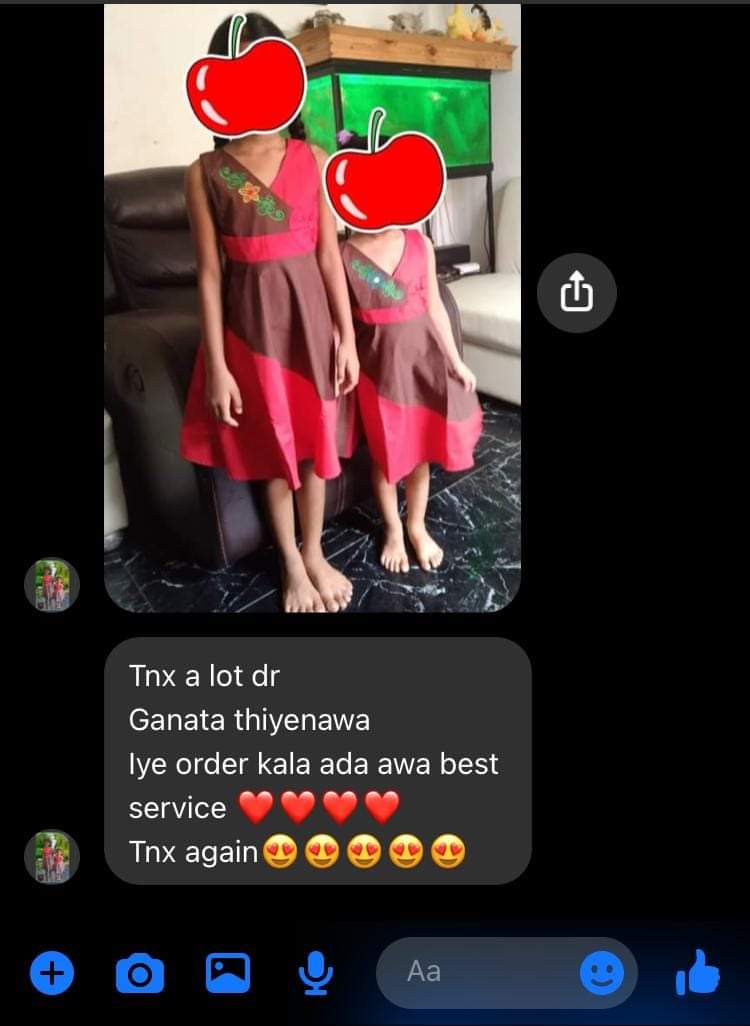 Tnx a lot dr
Ganata thiyenawa
Iye order kala ada awa best
service ❤️❤️❤️❤️
Tnx again😍😍😍😍😍
Aa